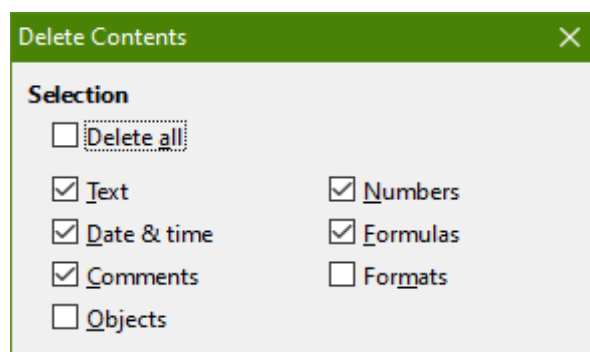 Delete Contents
Selection
Delete all
Text Numbers
Date & time Formulas
Comments Formats
Objects